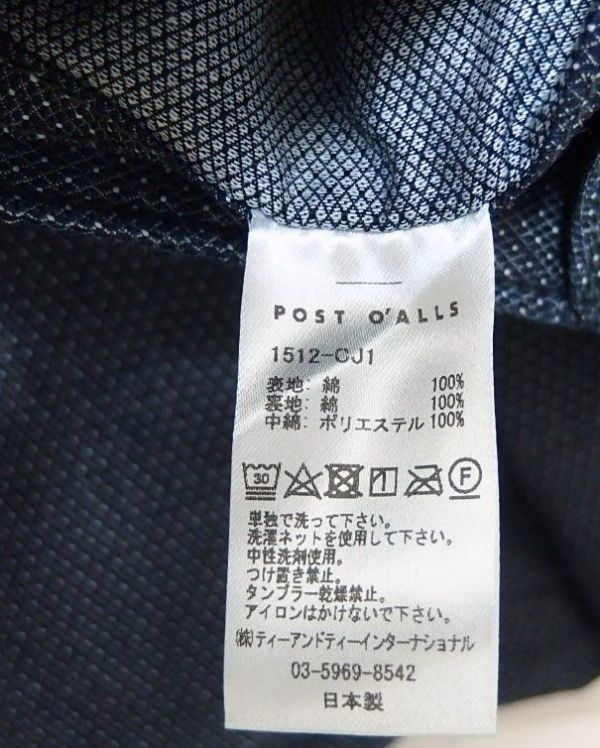 POST O'ALLS
1512-CJ1
表地: 綿 100%
裏地: 綿 100%
中綿: ポリエステル 100%
30 F
単独で洗って下さい。
洗濯ネットを使用して下さい。
中性洗剤使用。
つけ置き禁止。
タンブラー乾燥禁止。
アイロンはかけないで下さい。
㈱ティーアンドティーインターナショナル
03-5969-8542
日本製